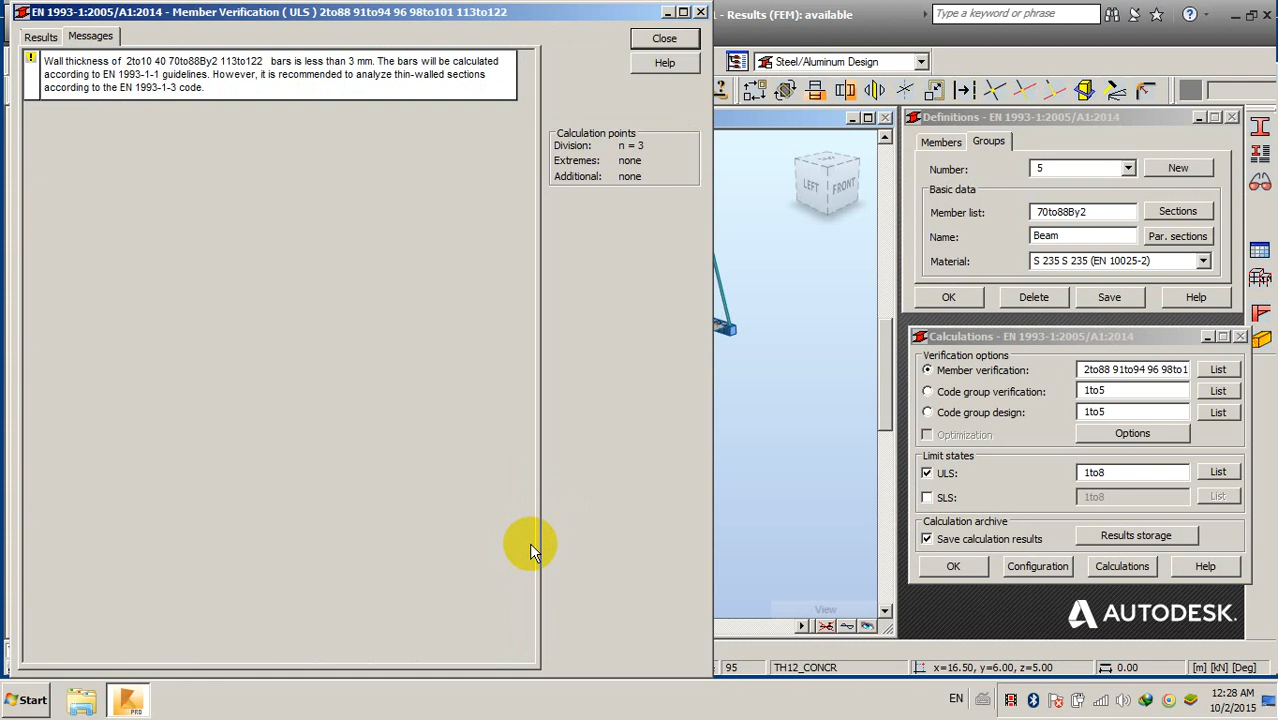 EN 1993-1:2005/A1:2014 - Member Verification ( ULS ) 2to88 91to94 96 98to101 113to122
1 - Results (FEM): available
Type a keyword or phrase
Results
Messages
Close
Help
Wall thickness of 2to10 40 70to88By2 113to122 bars is less than 3 mm. The bars will be calculated
according to EN 1993-1-1 guidelines. However, it is recommended to analyze thin-walled sections
according to the EN 1993-1-3 code.
Calculation points
Division: n = 3
Extremes: none
Additional: none
Steel/Aluminum Design
LEFT
FRONT
Definitions - EN 1993-1:2005/A1:2014
Members
Groups
Number: 5 New
Basic data
Member list: 70to88By2 Sections
Name: Beam Par. sections
Material: S 235 S 235 (EN 10025-2)
OK Delete Save Help
Calculations - EN 1993-1:2005/A1:2014
Verification options
Member verification: 2to88 91to94 96 98to1 List
Code group verification: 1to5 List
Code group design: 1to5 List
Optimization Options
Limit states
ULS: 1to8 List
SLS: 1to8 List
Calculation archive
Save calculation results Results storage
OK Configuration Calculations Help
View
AUTODESK.
95 TH12_CONCR x=16.50, y=6.00, z=5.00 0.00 [m] [kN] [Deg]
Start
PRO
EN
12:28 AM
10/2/2015